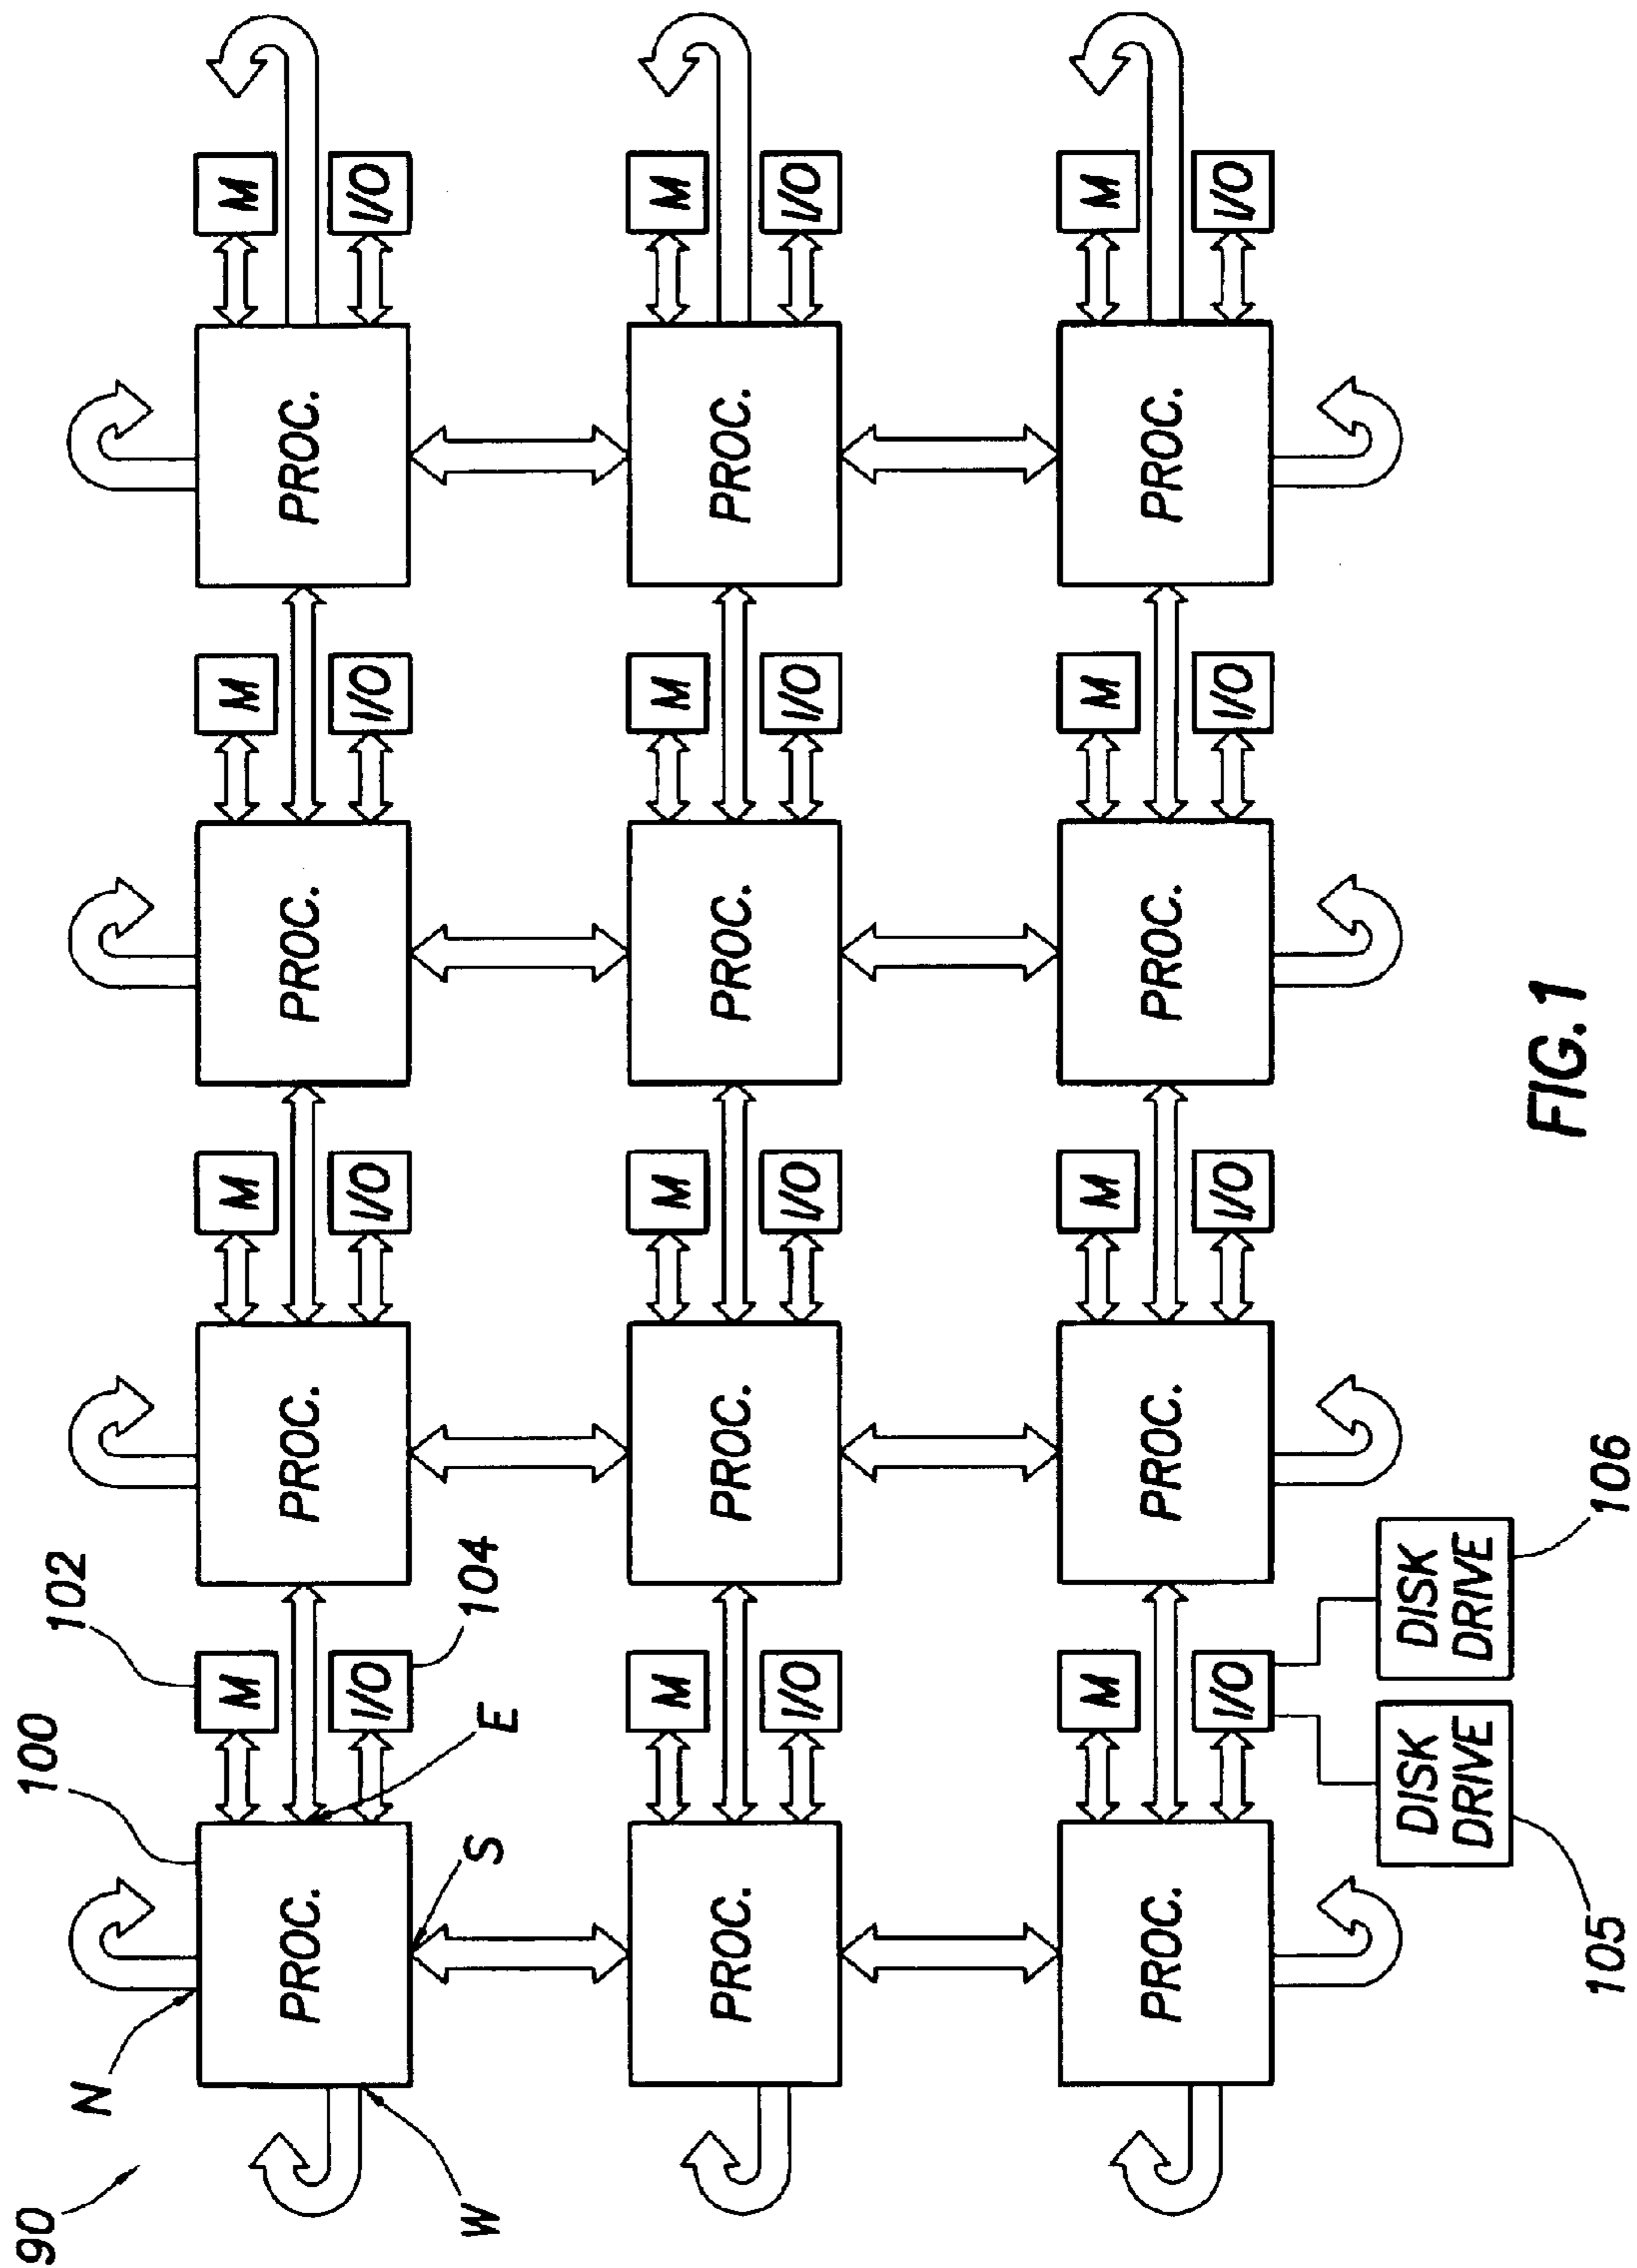 90
100
N
102
M M M M
PROC. PROC. PROC. PROC.
I/O I/O I/O I/O
W S E 104
M M M M
PROC. PROC. PROC. PROC.
I/O I/O I/O I/O
M M M M
PROC. PROC. PROC. PROC.
I/O I/O I/O I/O
DISK
DRIVE
DISK
DRIVE
105
106
FIG. 1